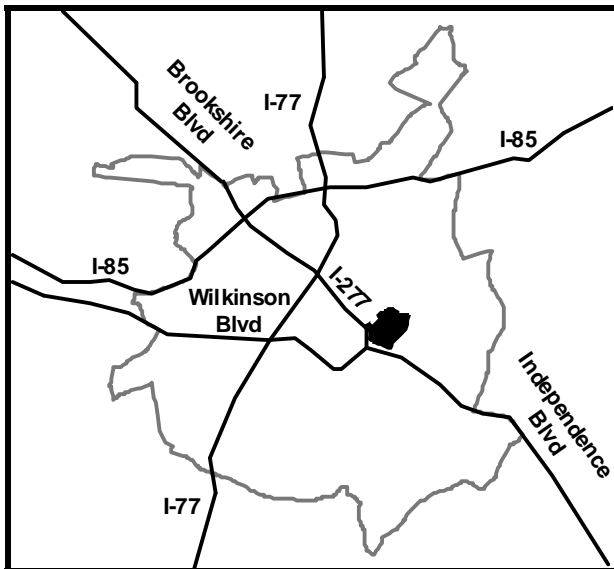 Brookshire
Blvd
I-77
I-85
I-85
Wilkinson
Blvd
I-277
Independence
Blvd
I-77